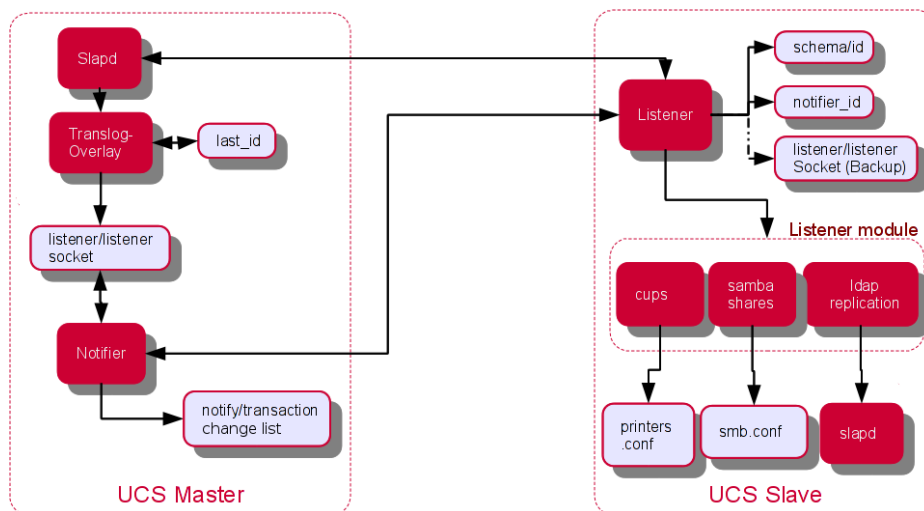 Slapd
Translog-
Overlay
last_id
listener/listener
socket
Notifier
notify/transaction
change list
UCS Master
Listener
schema/id
notifier_id
listener/listener
Socket (Backup)
Listener module
cups
samba
shares
ldap
replication
printers
.conf
smb.conf
slapd
UCS Slave